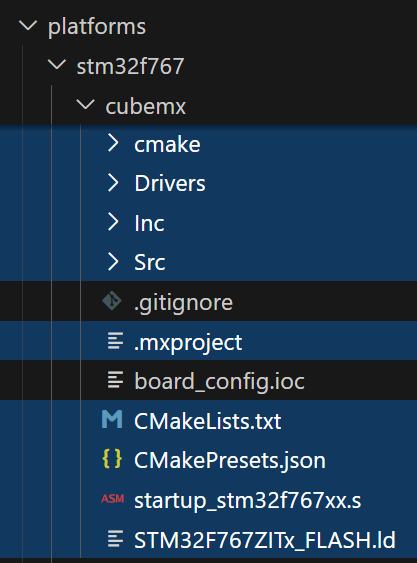 platforms
stm32f767
cubemx
cmake
Drivers
Inc
Src
.gitignore
.mxproject
board_config.ioc
CMakeLists.txt
{} CMakePresets.json
ASM startup_stm32f767xx.s
STM32F767ZITx_FLASH.ld